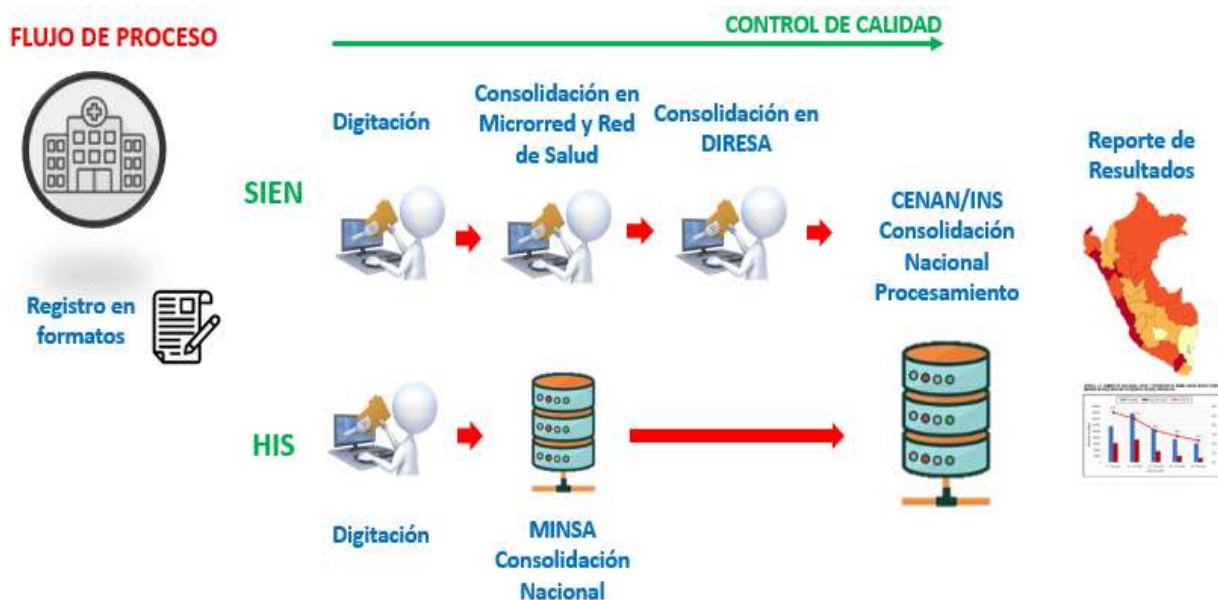 FLUJO DE PROCESO
CONTROL DE CALIDAD
Registro en
formatos
SIEN
Digitación
Consolidación en
Microrred y Red
de Salud
Consolidación en
DIRESA
CENAN/INS
Consolidación
Nacional
Procesamiento
Reporte de
Resultados
HIS
Digitación
MINSA
Consolidación
Nacional